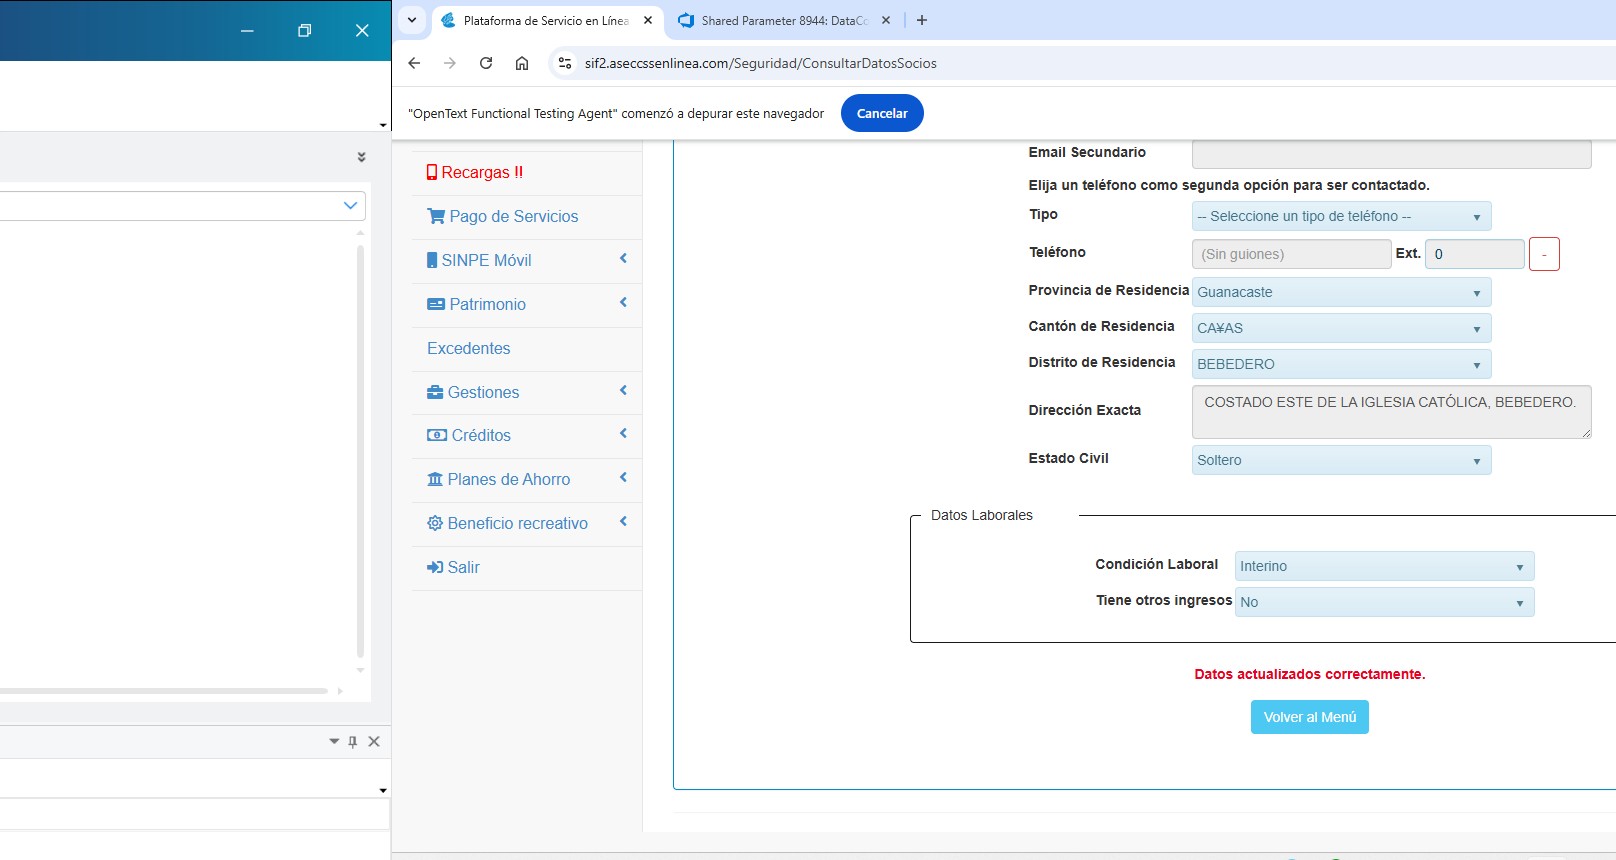 Plataforma de Servicio en Línea
Shared Parameter 8944: DataCo
sif2.aseccssenlinea.com/Seguridad/ConsultarDatosSocios
"OpenText Functional Testing Agent" comenzó a depurar este navegador
Cancelar
Recargas !!
Pago de Servicios
SINPE Móvil
Patrimonio
Excedentes
Gestiones
Créditos
Planes de Ahorro
Beneficio recreativo
Salir
Email Secundario
Elija un teléfono como segunda opción para ser contactado.
Tipo -- Seleccione un tipo de teléfono --
Teléfono (Sin guiones) Ext. 0 -
Provincia de Residencia Guanacaste
Cantón de Residencia CA¥AS
Distrito de Residencia BEBEDERO
Dirección Exacta COSTADO ESTE DE LA IGLESIA CATÓLICA, BEBEDERO.
Estado Civil Soltero
Datos Laborales
Condición Laboral Interino
Tiene otros ingresos No
Datos actualizados correctamente.
Volver al Menú